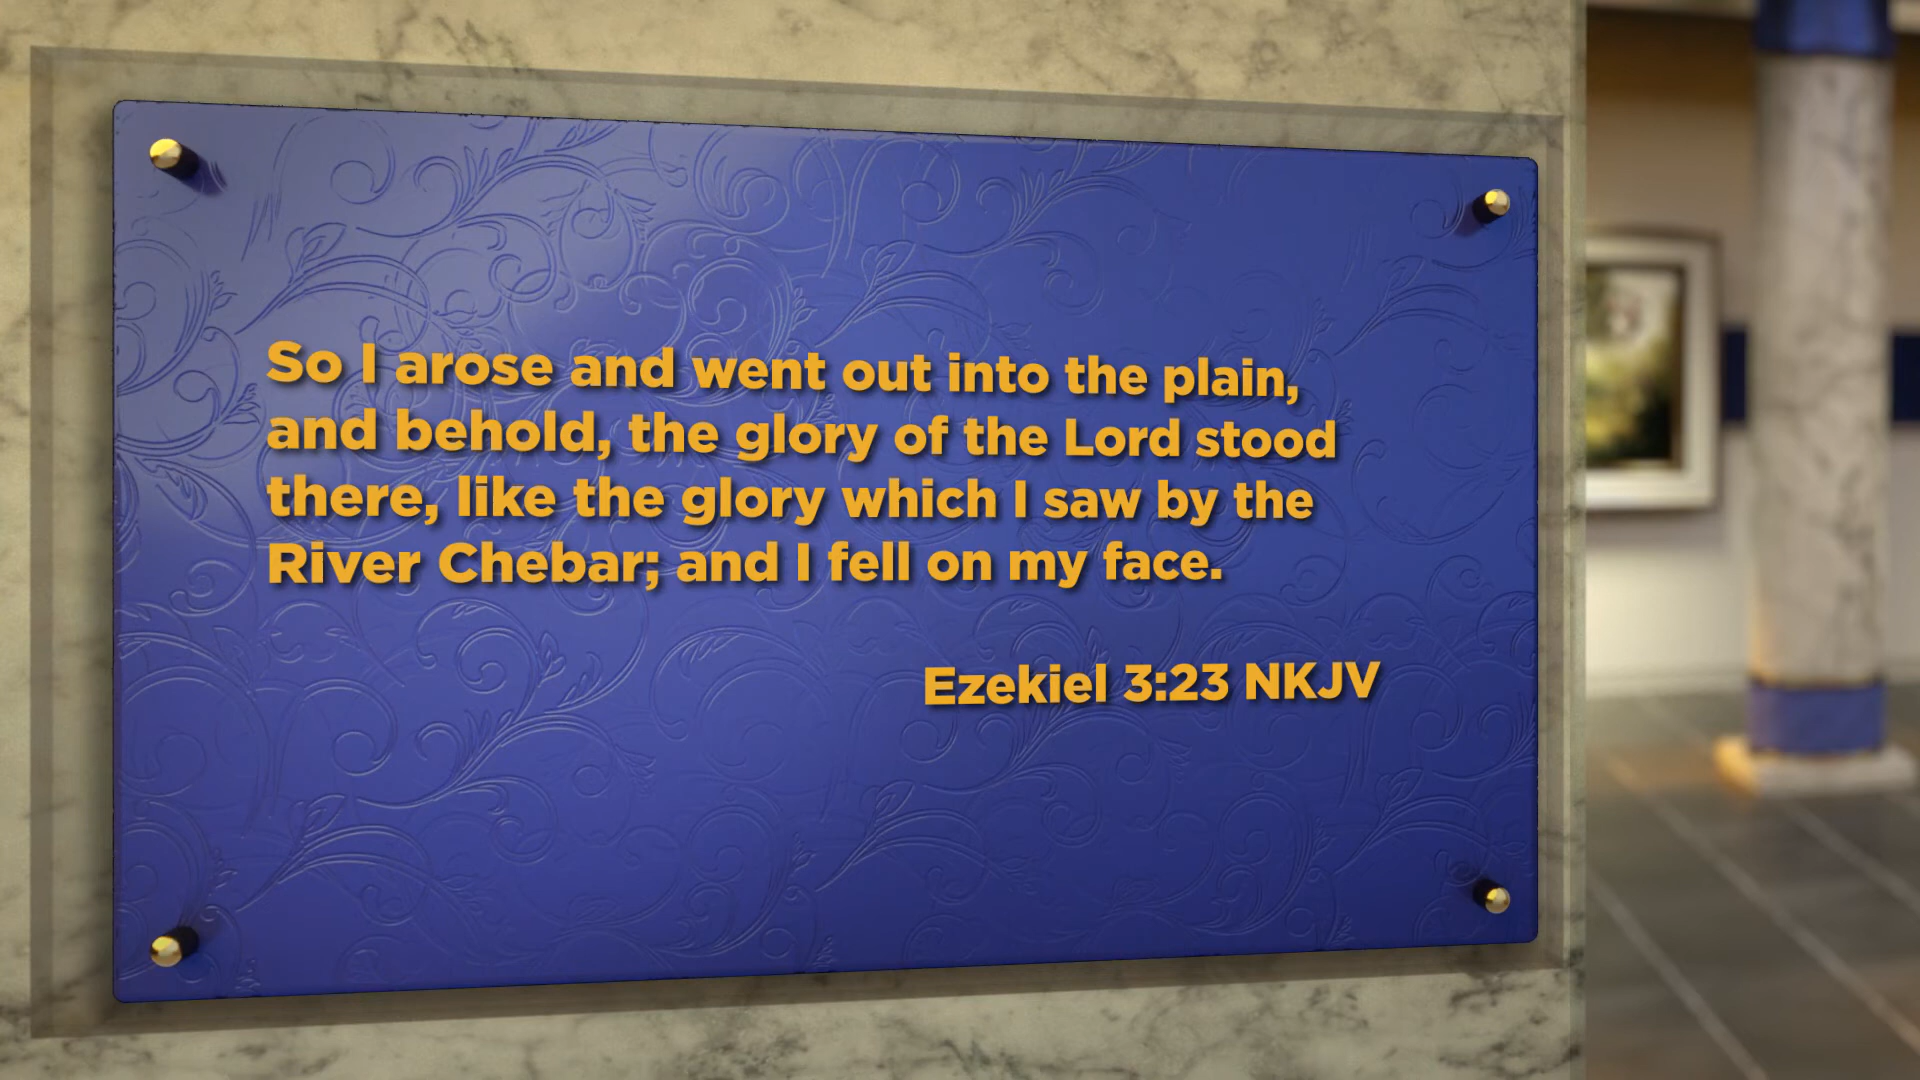 So I arose and went out into the plain,
and behold, the glory of the Lord stood
there, like the glory which I saw by the
River Chebar; and I fell on my face.
Ezekiel 3:23 NKJV